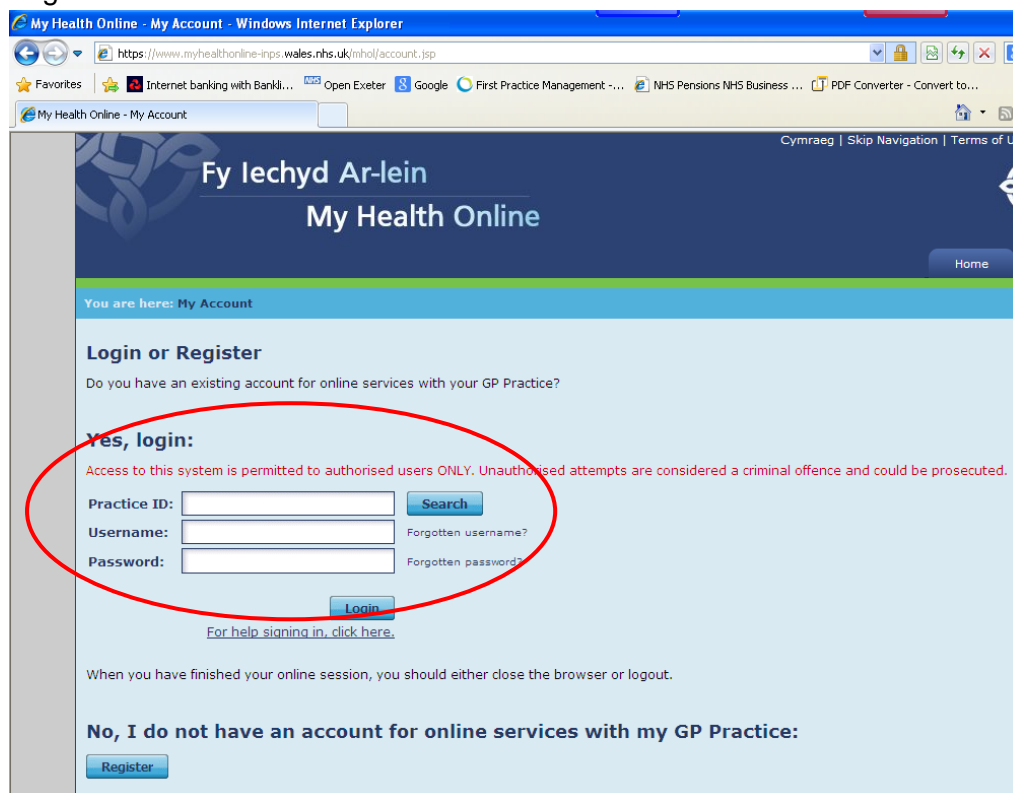 My Health Online - My Account - Windows Internet Explorer
https://www.myhealthonline-inps.wales.nhs.uk/mhol/account.jsp
Favorites Internet banking with Bankli... Open Exeter Google First Practice Management -... NHS Pensions NHS Business ... PDF Converter - Convert to...
My Health Online - My Account
Cymraeg | Skip Navigation | Terms of
Fy Iechyd Ar-lein
My Health Online
Home
You are here: My Account
Login or Register
Do you have an existing account for online services with your GP Practice?
Yes, login:
Access to this system is permitted to authorised users ONLY. Unauthorised attempts are considered a criminal offence and could be prosecuted.
Practice ID: Search
Username: Forgotten username?
Password: Forgotten password?
Login
For help signing in, click here.
When you have finished your online session, you should either close the browser or logout.
No, I do not have an account for online services with my GP Practice:
Register